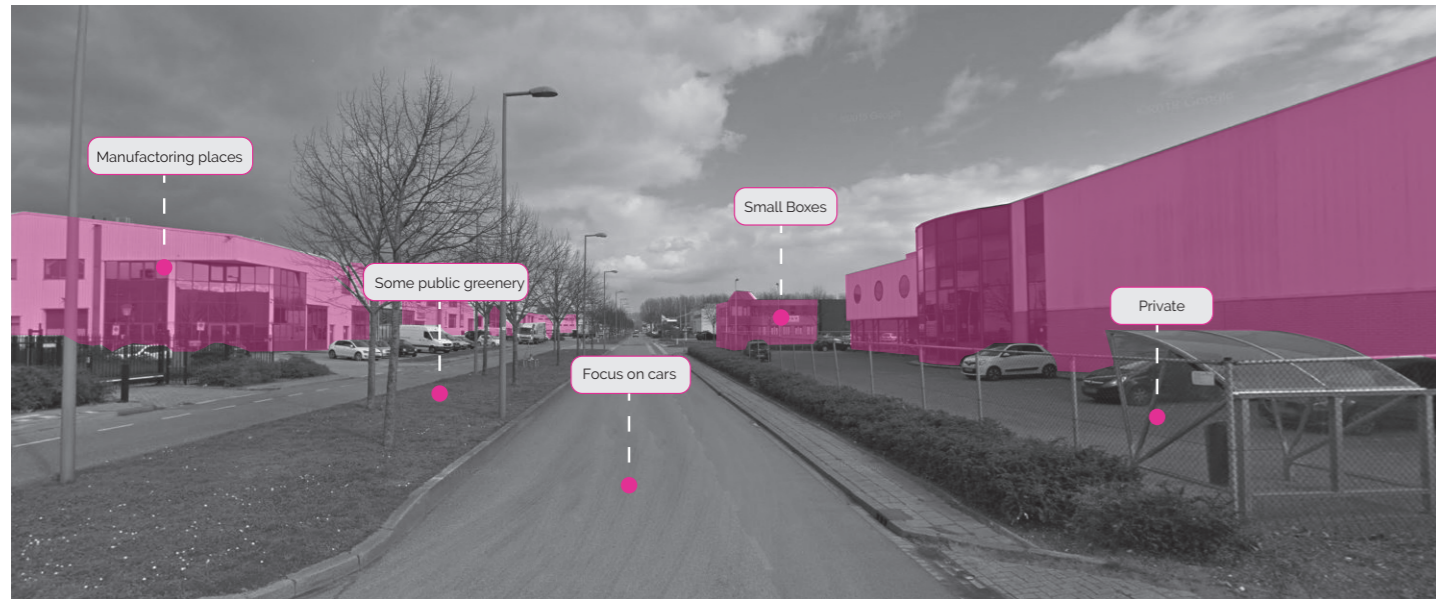 Manufactoring places
Small Boxes
Some public greenery
Private
Focus on cars